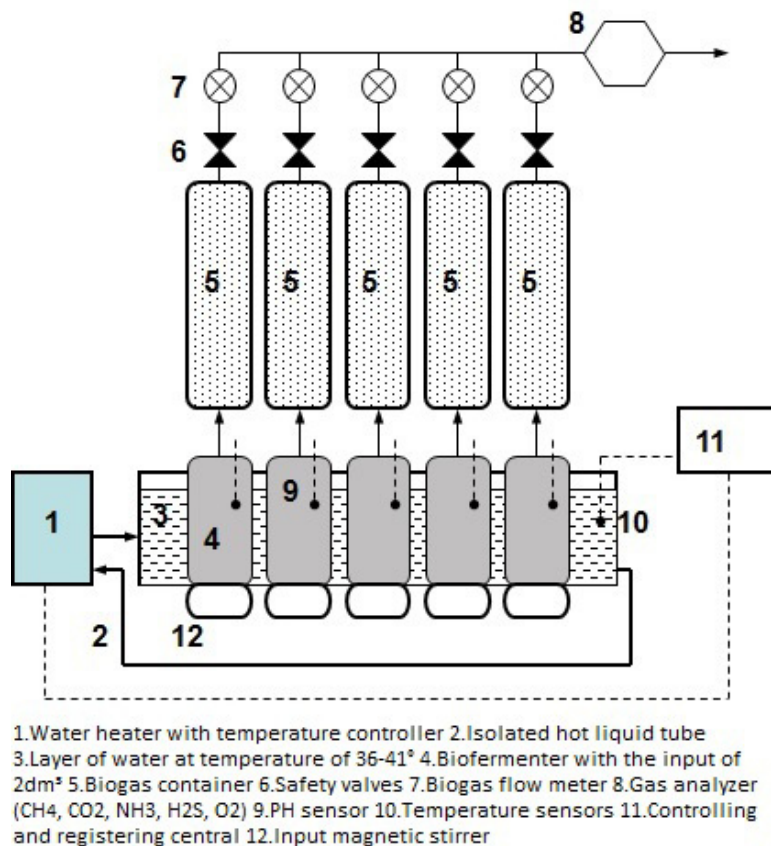 8
7
6
5 5 5 5 5
11
9
1
3
10
4
2
12
1.Water heater with temperature controller 2.Isolated hot liquid tube
3.Layer of water at temperature of 36-41° 4.Biofermenter with the input of
2dm³ 5.Biogas container 6.Safety valves 7.Biogas flow meter 8.Gas analyzer
(CH4, CO2, NH3, H2S, O2) 9.PH sensor 10.Temperature sensors 11.Controlling
and registering central 12.Input magnetic stirrer